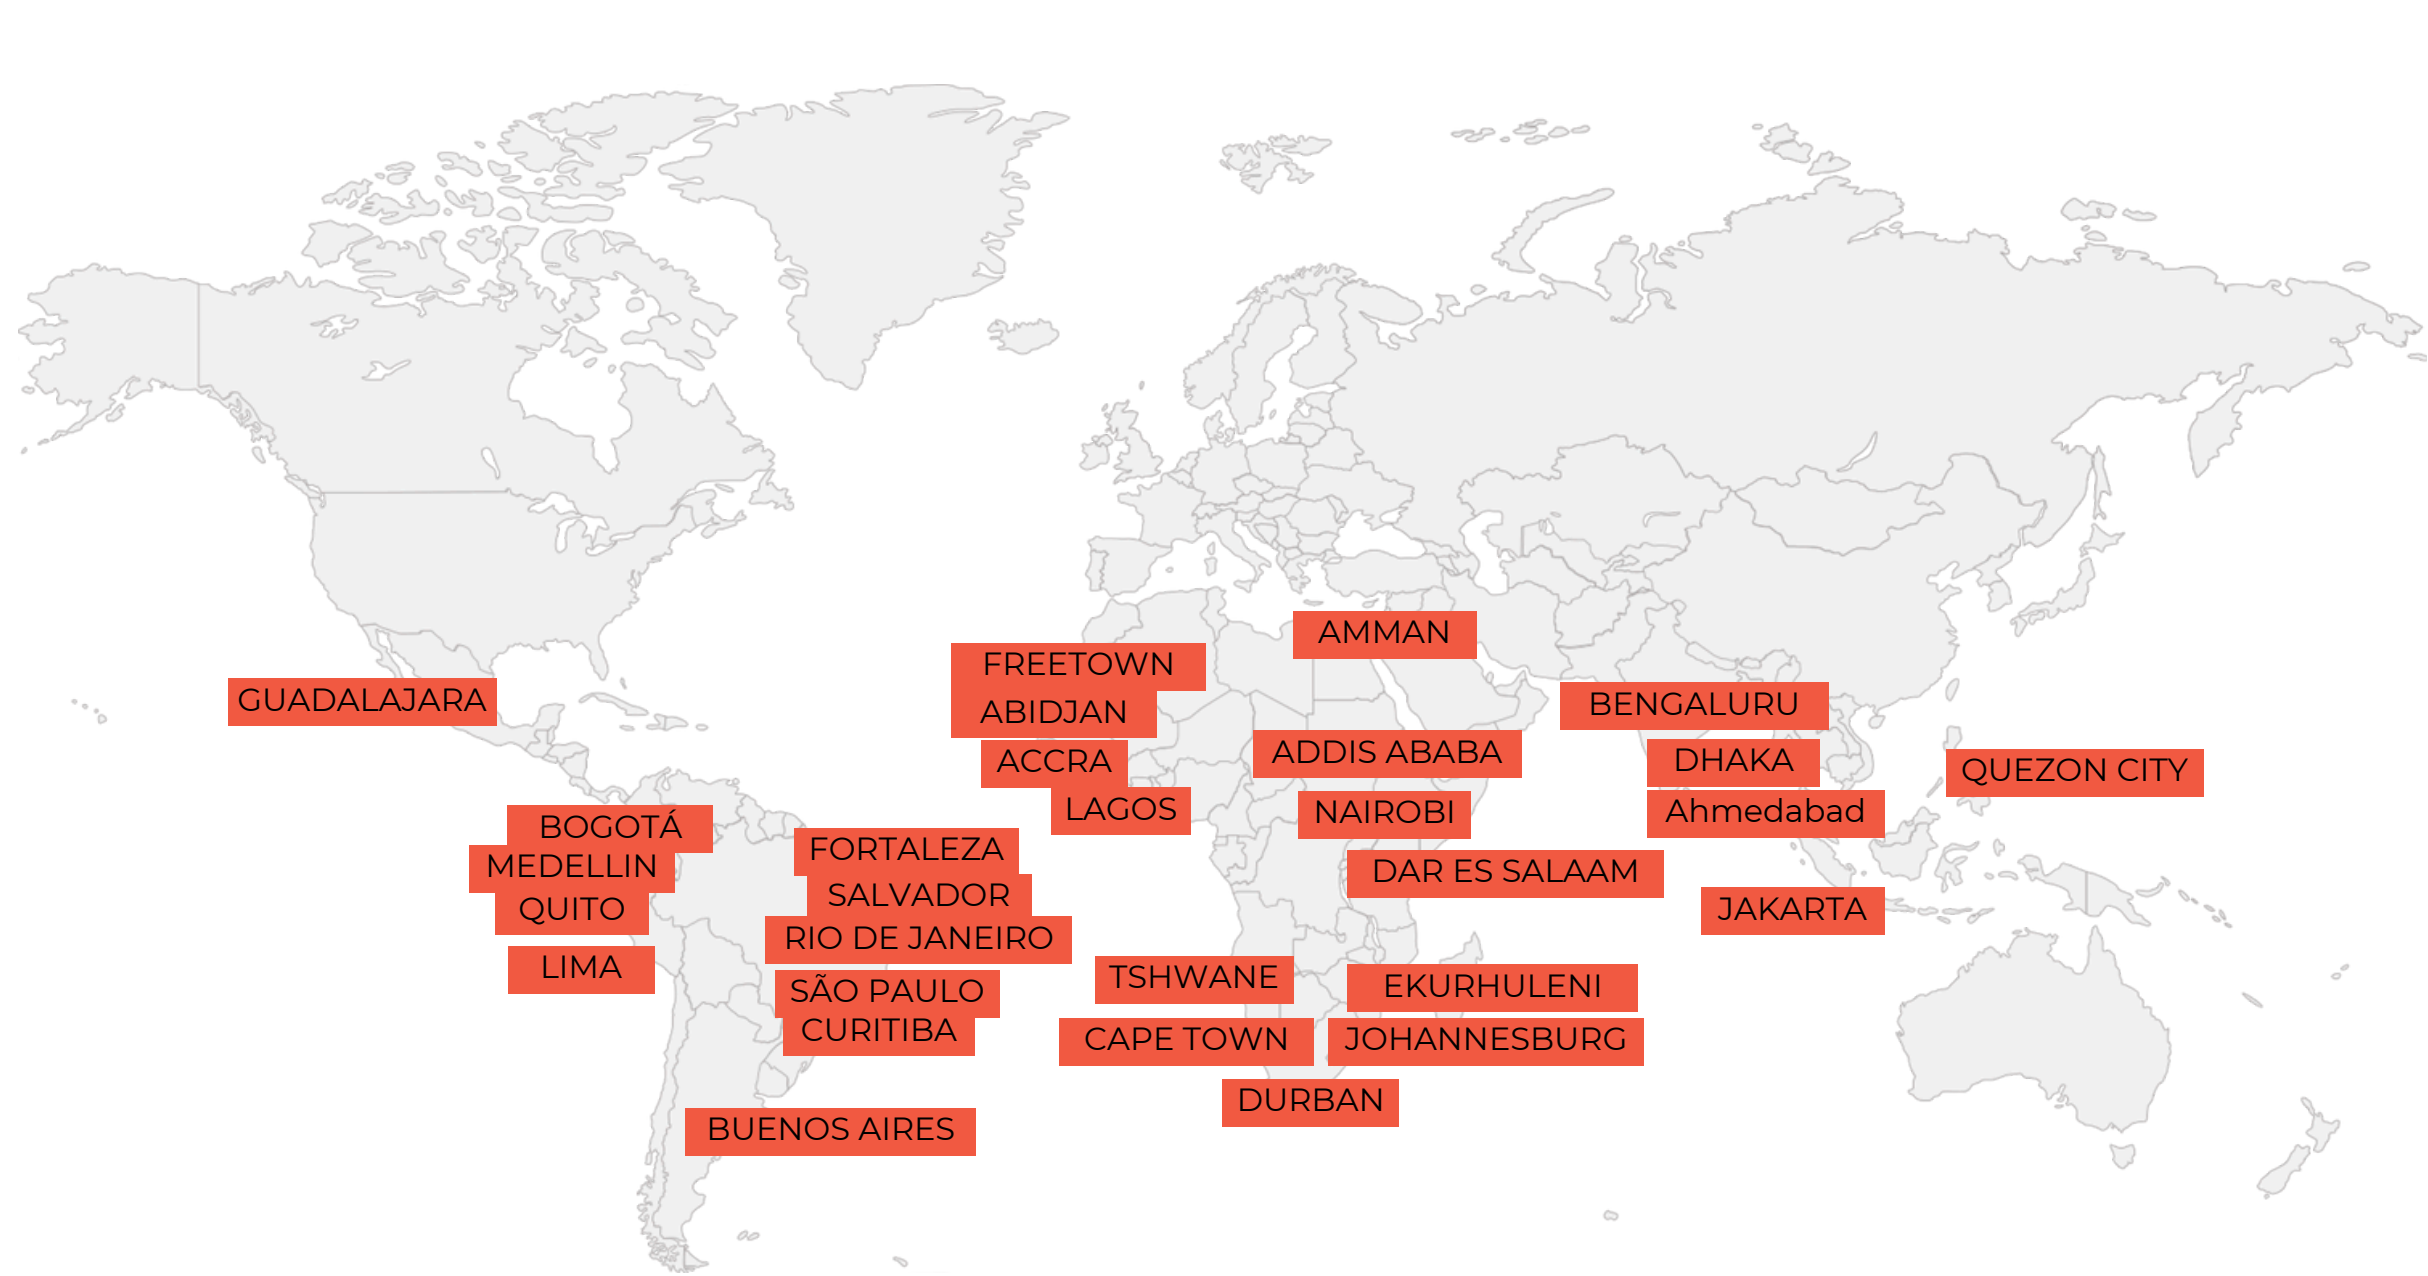 AMMAN
FREETOWN
GUADALAJARA
ABIDJAN
BENGALURU
ACCRA
ADDIS ABABA
DHAKA
QUEZON CITY
LAGOS
NAIROBI
Ahmedabad
BOGOTÁ
FORTALEZA
MEDELLIN
DAR ES SALAAM
SALVADOR
QUITO
JAKARTA
RIO DE JANEIRO
LIMA
TSHWANE
EKURHULENI
SÃO PAULO
CURITIBA
CAPE TOWN
JOHANNESBURG
DURBAN
BUENOS AIRES